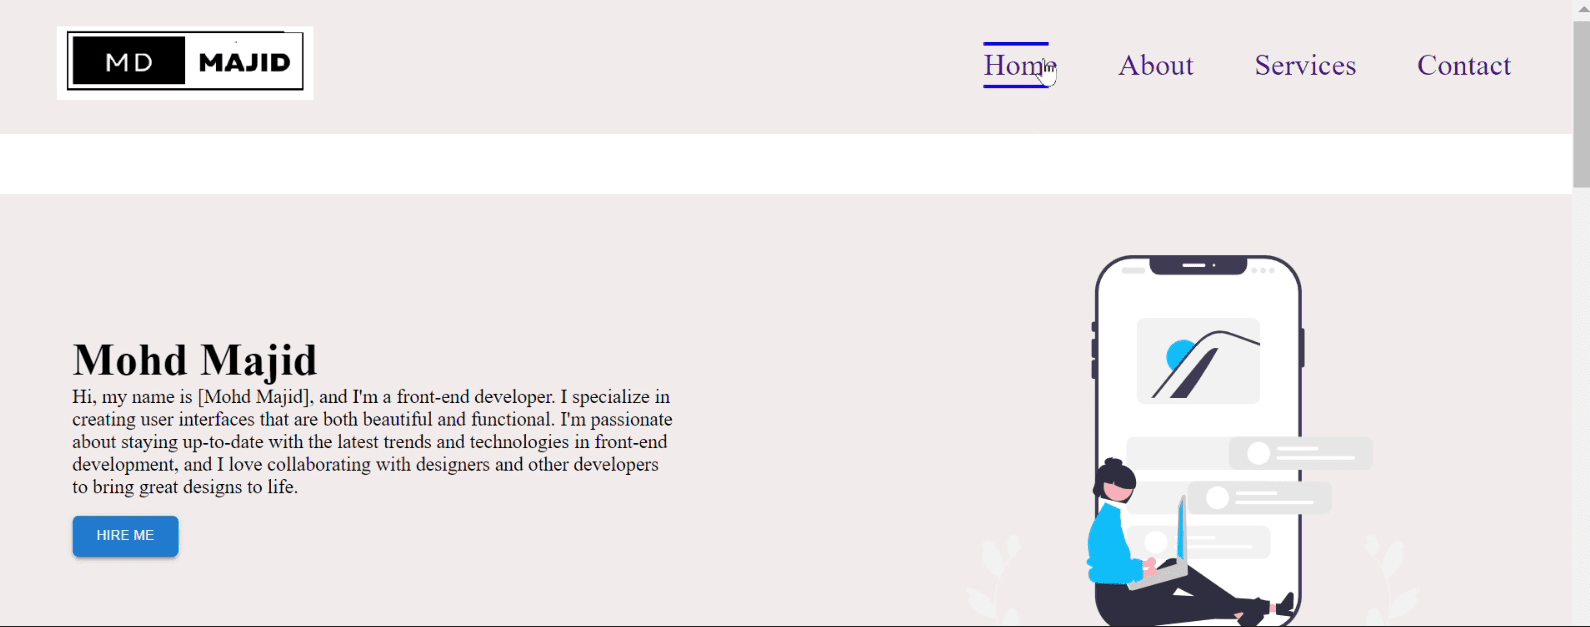 MD MAJID
Home About Services Contact
Mohd Majid
Hi, my name is [Mohd Majid], and I'm a front-end developer. I specialize in
creating user interfaces that are both beautiful and functional. I'm passionate
about staying up-to-date with the latest trends and technologies in front-end
development, and I love collaborating with designers and other developers
to bring great designs to life.
HIRE ME